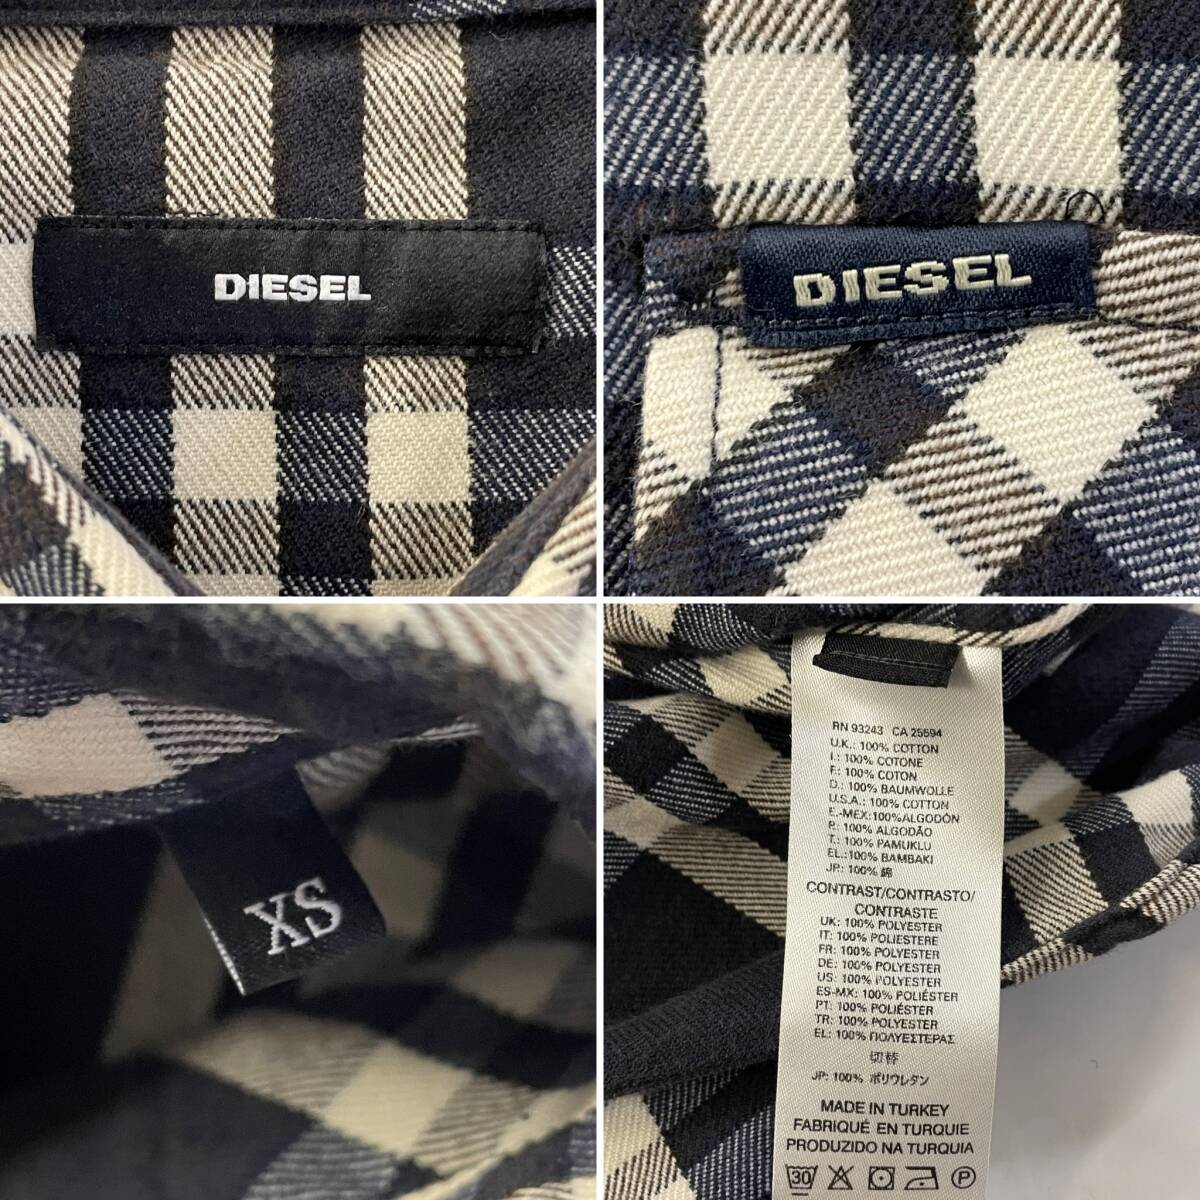 DIESEL
DIESEL
XS
RN 93243 CA 25594
U.K.: 100% COTTON
I.: 100% COTONE
F.: 100% COTON
D.: 100% BAUMWOLLE
U.S.A.: 100% COTTON
E.-MEX:100%ALGODÓN
P.: 100% ALGODÃO
T.: 100% PAMUKLU
EL.:100% BAMBAKI
JP.: 100% 綿
CONTRAST/CONTRASTO/
CONTRASTE
UK: 100% POLYESTER
IT: 100% POLIESTERE
FR: 100% POLYESTER
DE: 100% POLYESTER
US: 100% POLYESTER
ES-MX: 100% POLIÉSTER
PT: 100% POLIÉSTER
TR: 100% POLYESTER
EL: 100% ΠΟΛΥΕΣΤΕΡΑΣ
切替
JP: 100% ポリウレタン
MADE IN TURKEY
FABRIQUÉ EN TURQUIE
PRODUZIDO NA TURQUIA
30 P